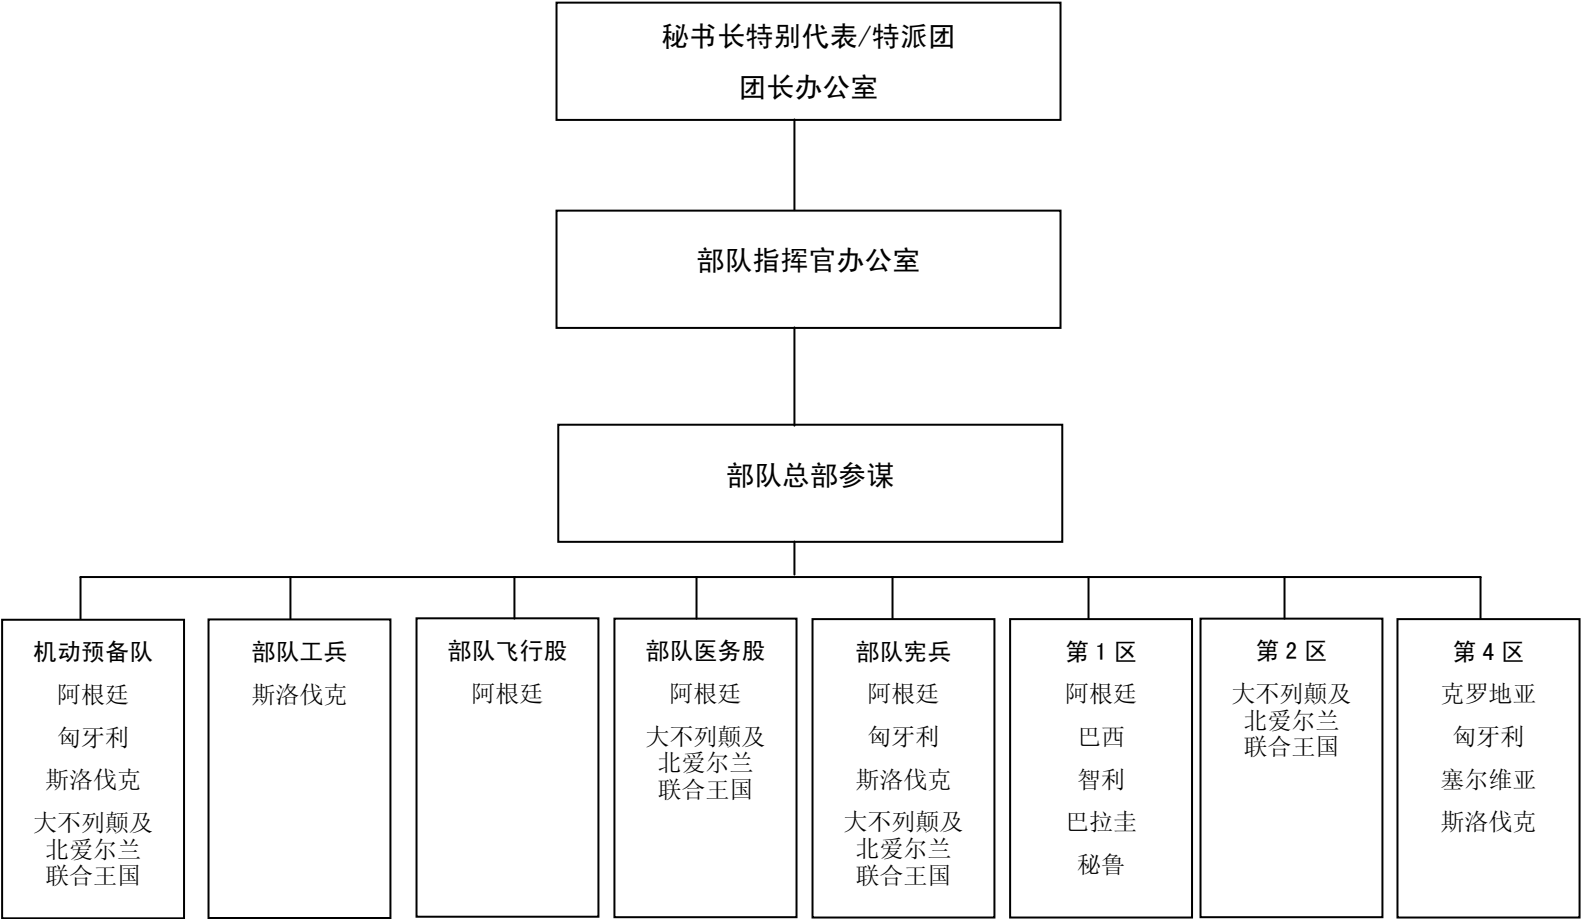 秘书长特别代表/特派团
团长办公室
部队指挥官办公室
部队总部参谋
机动预备队
阿根廷
匈牙利
斯洛伐克
大不列颠及
北爱尔兰
联合王国
部队工兵
斯洛伐克
部队飞行股
阿根廷
部队医务股
阿根廷
大不列颠及
北爱尔兰
联合王国
部队宪兵
阿根廷
匈牙利
斯洛伐克
大不列颠及
北爱尔兰
联合王国
第 1 区
阿根廷
巴西
智利
巴拉圭
秘鲁
第 2 区
大不列颠及
北爱尔兰
联合王国
第 4 区
克罗地亚
匈牙利
塞尔维亚
斯洛伐克